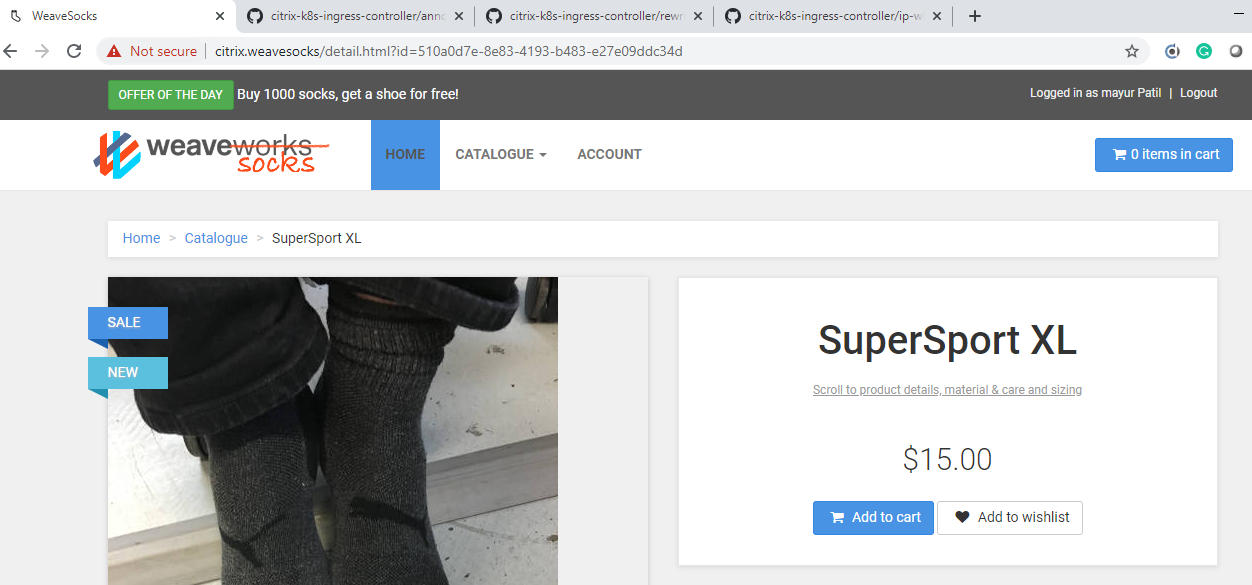 WeaveSocks
citrix-k8s-ingress-controller/anno
citrix-k8s-ingress-controller/rewr
citrix-k8s-ingress-controller/ip-w
Not secure
citrix.weavesocks/detail.html?id=510a0d7e-8e83-4193-b483-e27e09ddc34d
OFFER OF THE DAY Buy 1000 socks, get a shoe for free!
Logged in as mayur Patil | Logout
weaveworks
socks
HOME
CATALOGUE
ACCOUNT
0 items in cart
Home > Catalogue > SuperSport XL
SALE
NEW
SuperSport XL
Scroll to product details, material & care and sizing
$15.00
Add to cart
Add to wishlist